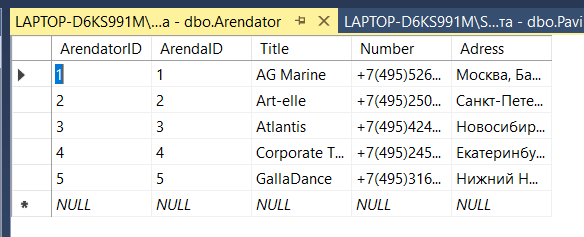 LAPTOP-D6KS991M\...a - dbo.Arendator LAPTOP-D6KS991M\S...та - dbo.Pavi
ArendatorID ArendaID Title Number Adress
1 1 AG Marine +7(495)526... Москва, Ба...
2 2 Art-elle +7(495)250... Санкт-Пете...
3 3 Atlantis +7(495)424... Новосибир...
4 4 Corporate T... +7(495)245... Екатеринбу...
5 5 GallaDance +7(495)316... Нижний Н...
* NULL NULL NULL NULL NULL